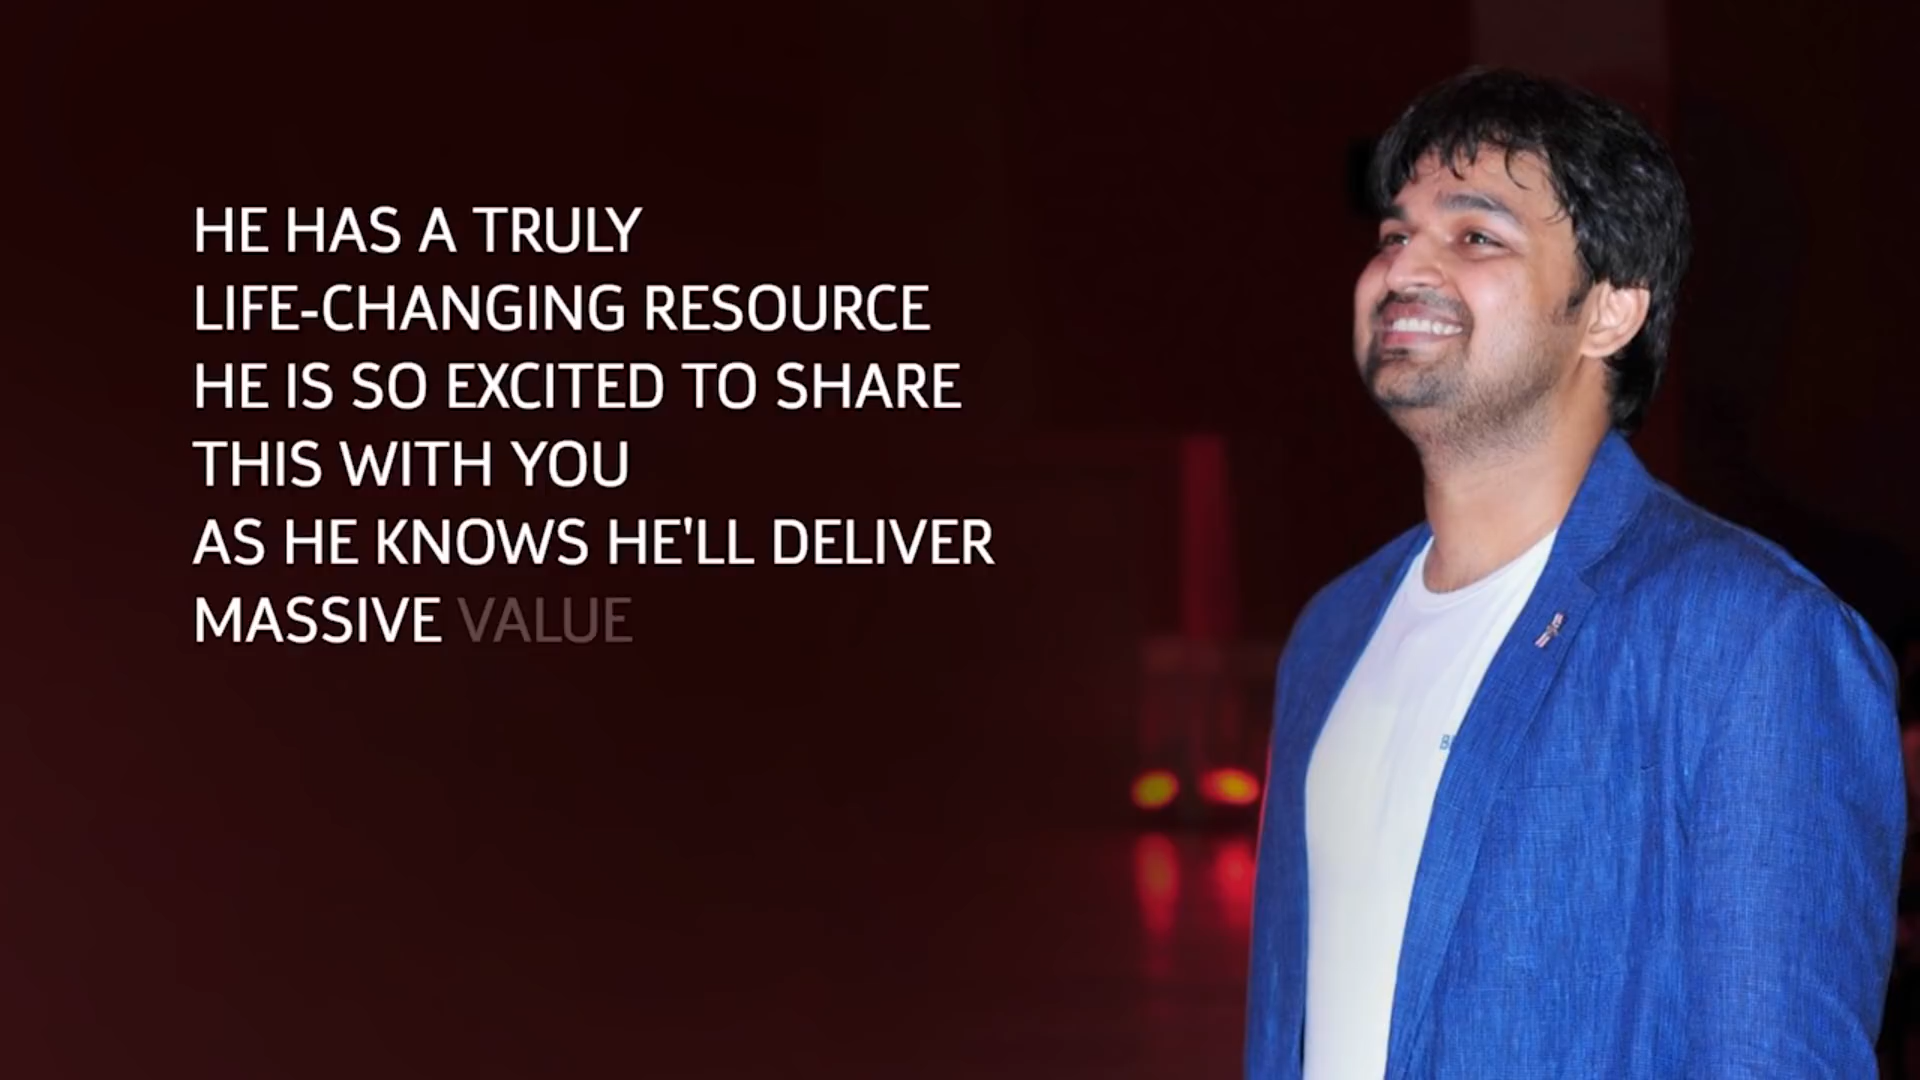 HE HAS A TRULY
LIFE-CHANGING RESOURCE
HE IS SO EXCITED TO SHARE
THIS WITH YOU
AS HE KNOWS HE'LL DELIVER
MASSIVE VALUE